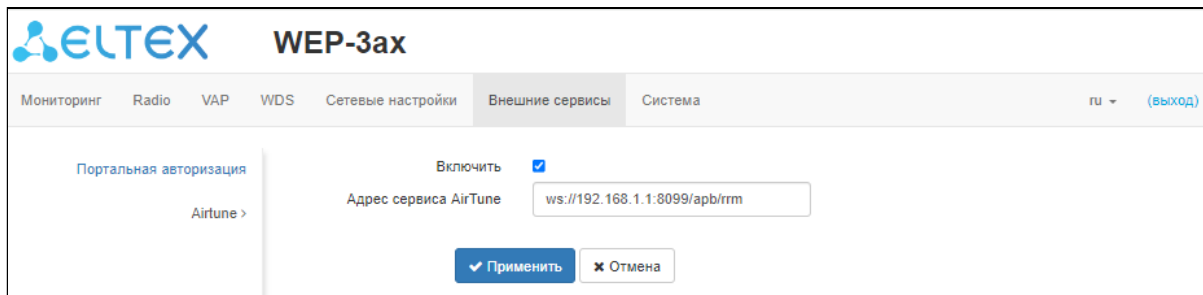 ELTEX WEP-3ax
Мониторинг Radio VAP WDS Сетевые настройки Внешние сервисы Система ru (выход)
Портальная авторизация Включить
Airtune > Адрес сервиса AirTune ws://192.168.1.1:8099/apb/rrm
Применить Отмена